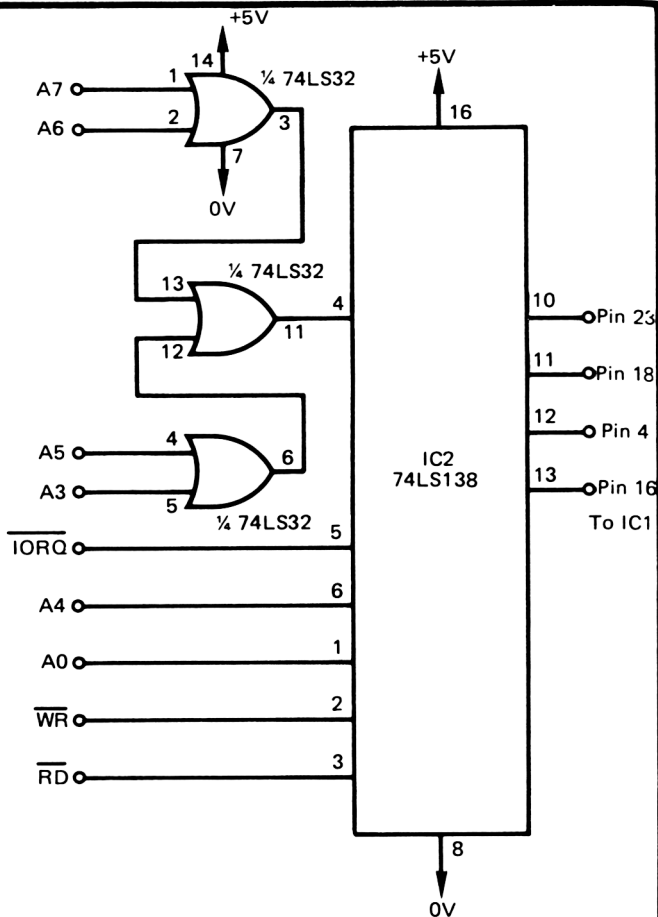 +5V
14
1
¼ 74LS32
A7
2
3
A6
7
0V
+5V
16
13
¼ 74LS32
4
12
11
10
Pin 23
11
Pin 18
12
Pin 4
13
Pin 16
To IC1
IC2
74LS138
A5
4
6
A3
5
¼ 74LS32
IORQ
5
A4
6
A0
1
WR
2
RD
3
8
0V